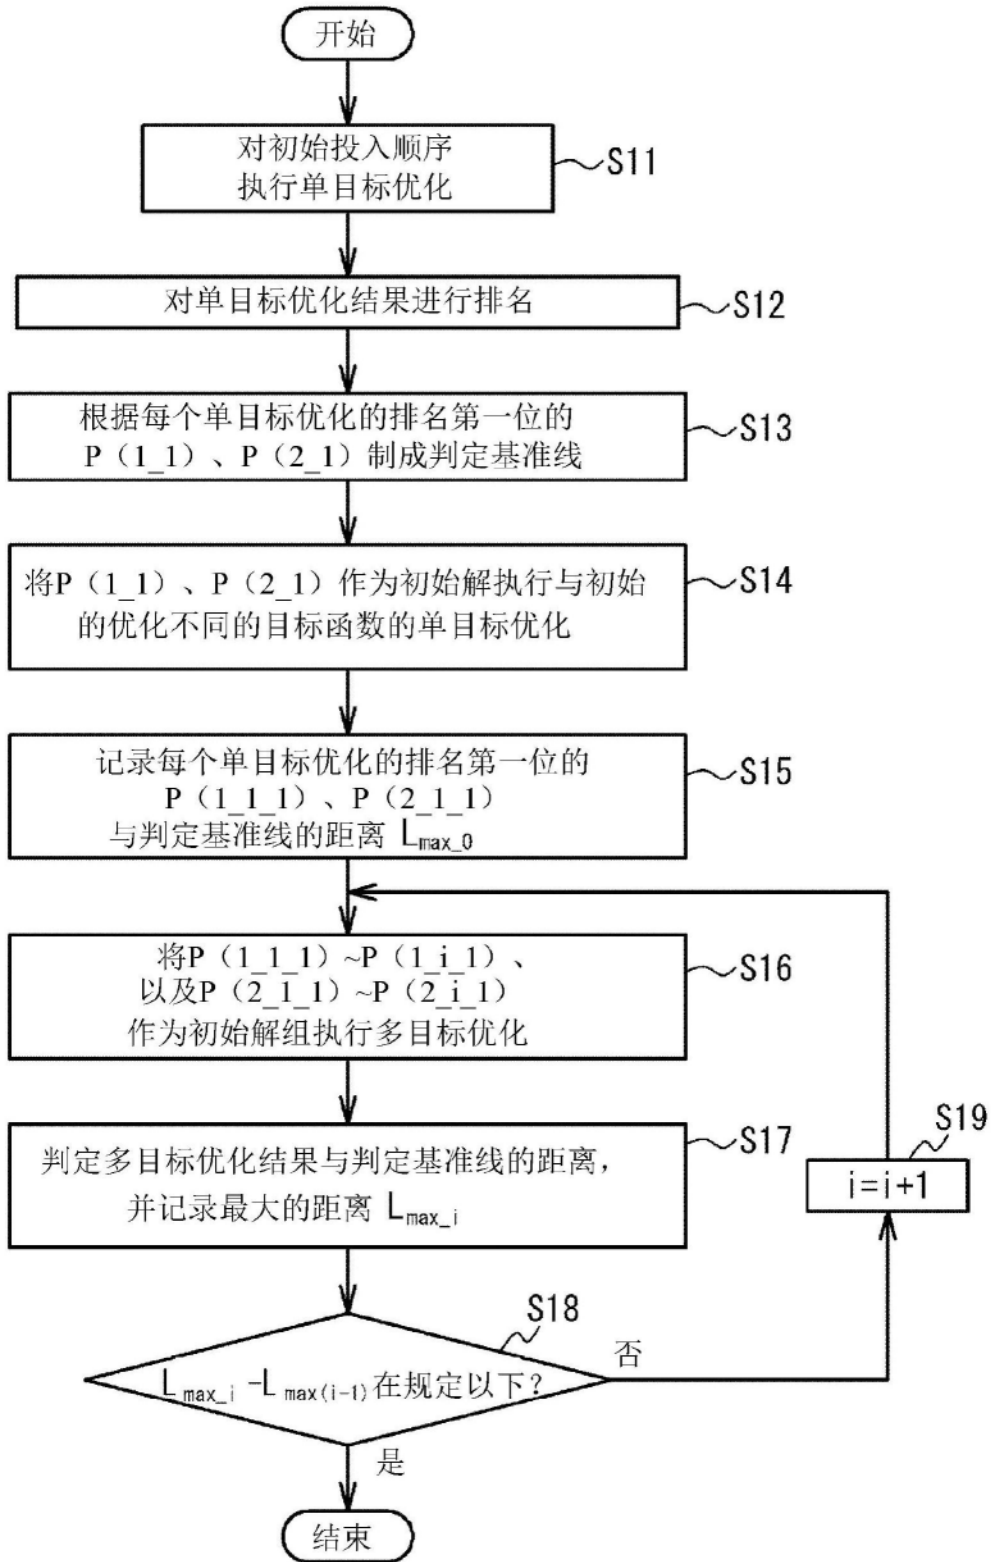 开始
对初始投入顺序
执行单目标优化
S11
对单目标优化结果进行排名
S12
根据每个单目标优化的排名第一位的
P（1_1）、P（2_1）制成判定基准线
S13
将P（1_1）、P（2_1）作为初始解执行与初始
的优化不同的目标函数的单目标优化
S14
记录每个单目标优化的排名第一位的
P（1_1_1）、P（2_1_1）
与判定基准线的距离 Lmax_0
S15
将P（1_1_1）~P（1_i_1）、
以及P（2_1_1）~P（2_i_1）
作为初始解组执行多目标优化
S16
判定多目标优化结果与判定基准线的距离，
并记录最大的距离 Lmax_i
S17
S19
i=i+1
S18
Lmax_i -Lmax(i-1)在规定以下？
否
是
结束